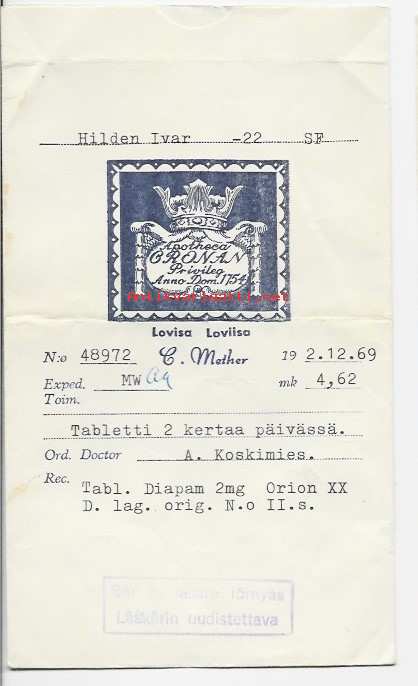 Hilden Ivar -22 SF
Apotheca
CRONAN
Privileg.
Anno Dom. 1754
Lovisa Loviisa
N:o 48972 C. Mether 19 2.12.69
Exped. MW mk 4,62
Toim.
Tabletti 2 kertaa päivässä.
Ord. Doctor A. Koskimies.
Rec. Tabl. Diapam 2mg Orion XX
D. lag. orig. N.o II.s.
förnyas
Lääkärin uudistettava